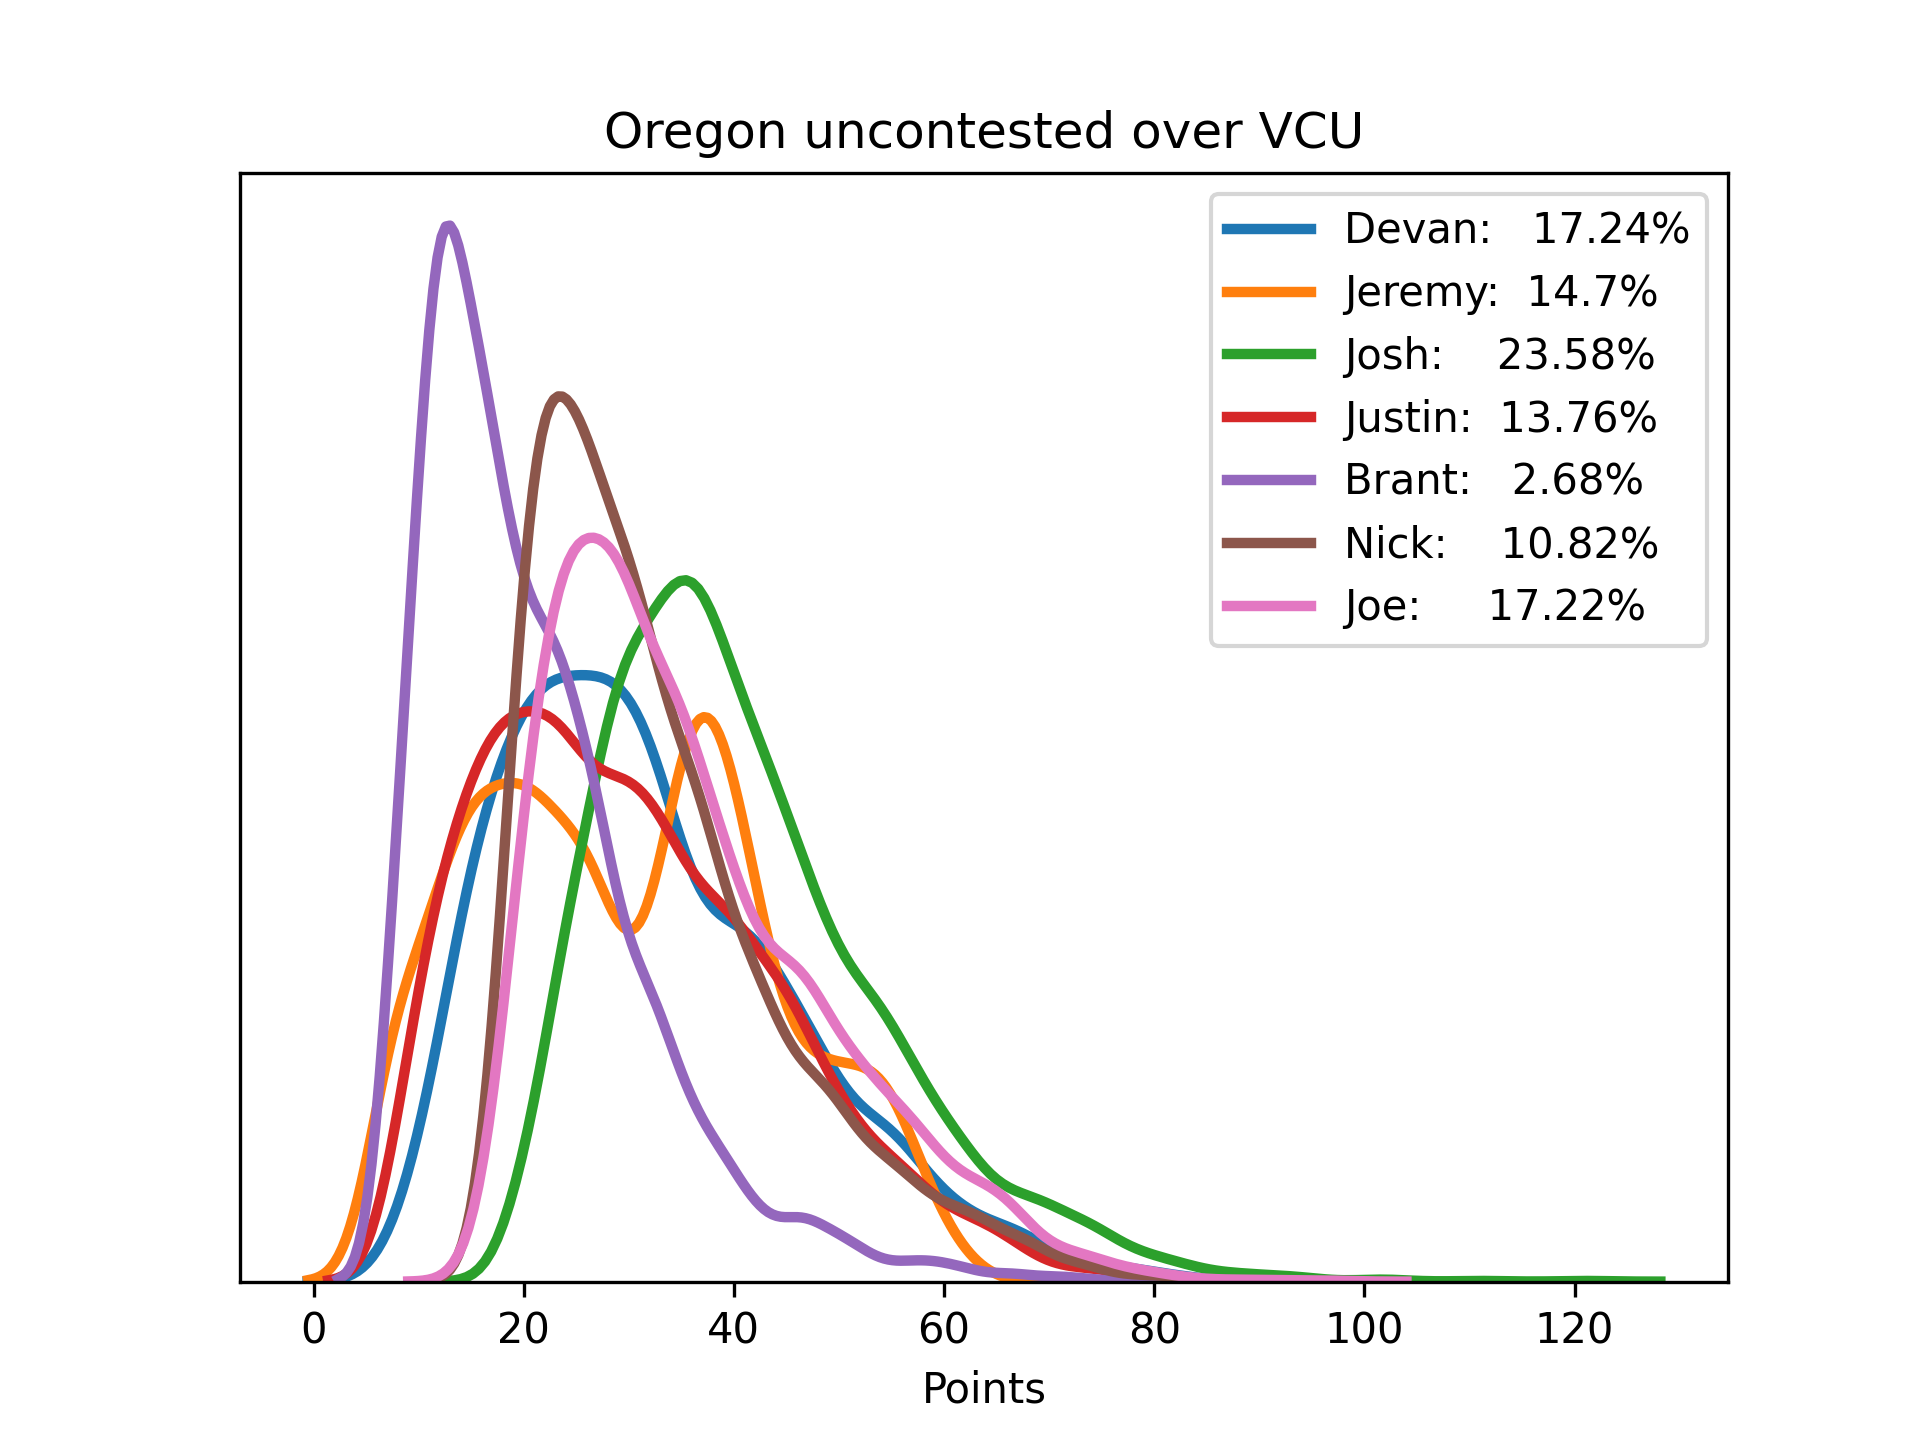 Oregon uncontested over VCU
Devan: 17.24%
Jeremy: 14.7%
Josh: 23.58%
Justin: 13.76%
Brant: 2.68%
Nick: 10.82%
Joe: 17.22%
0 20 40 60 80 100 120
Points